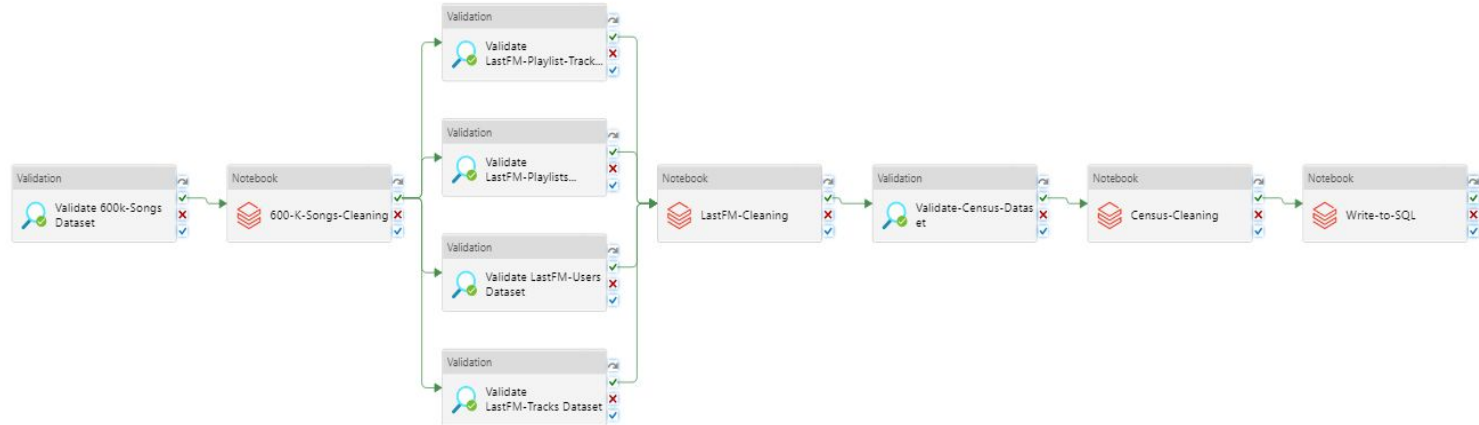 Validation
Validate 600k-Songs
Dataset
Notebook
600-K-Songs-Cleaning
Validation
Validate
LastFM-Playlist-Track...
Validation
Validate
LastFM-Playlists...
Validation
Validate LastFM-Users
Dataset
Validation
Validate
LastFM-Tracks Dataset
Notebook
LastFM-Cleaning
Validation
Validate-Census-Datas
et
Notebook
Census-Cleaning
Notebook
Write-to-SQL